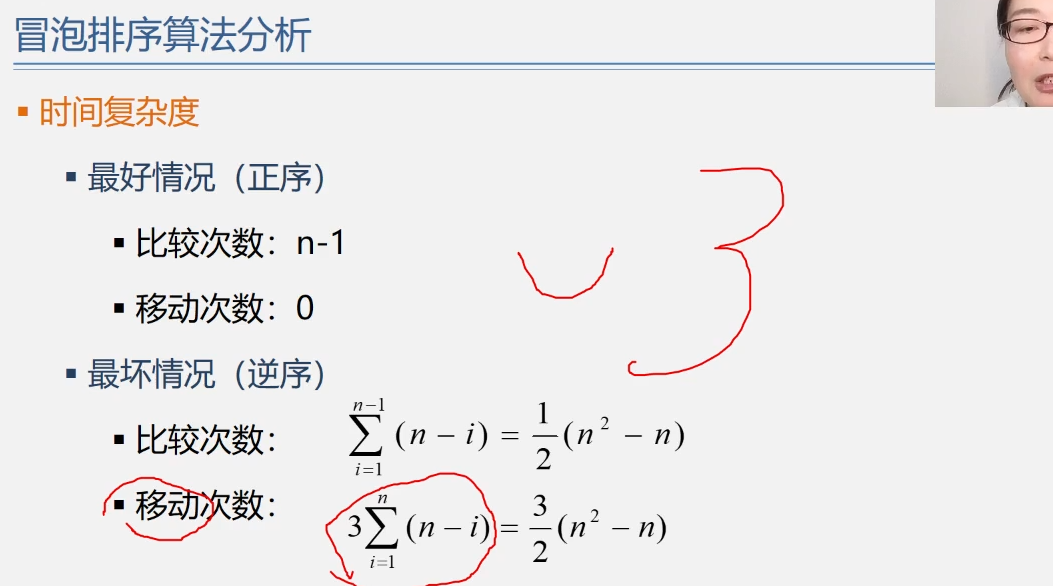 冒泡排序算法分析
▪ 时间复杂度
▪ 最好情况（正序）
▪ 比较次数：n-1
▪ 移动次数：0
3
▪ 最坏情况（逆序）
▪ 比较次数： \sum_{i=1}^{n-1} (n-i) = \frac{1}{2}(n^2-n)
▪ 移动次数： 3\sum_{i=1}^{n} (n-i) = \frac{3}{2}(n^2-n)